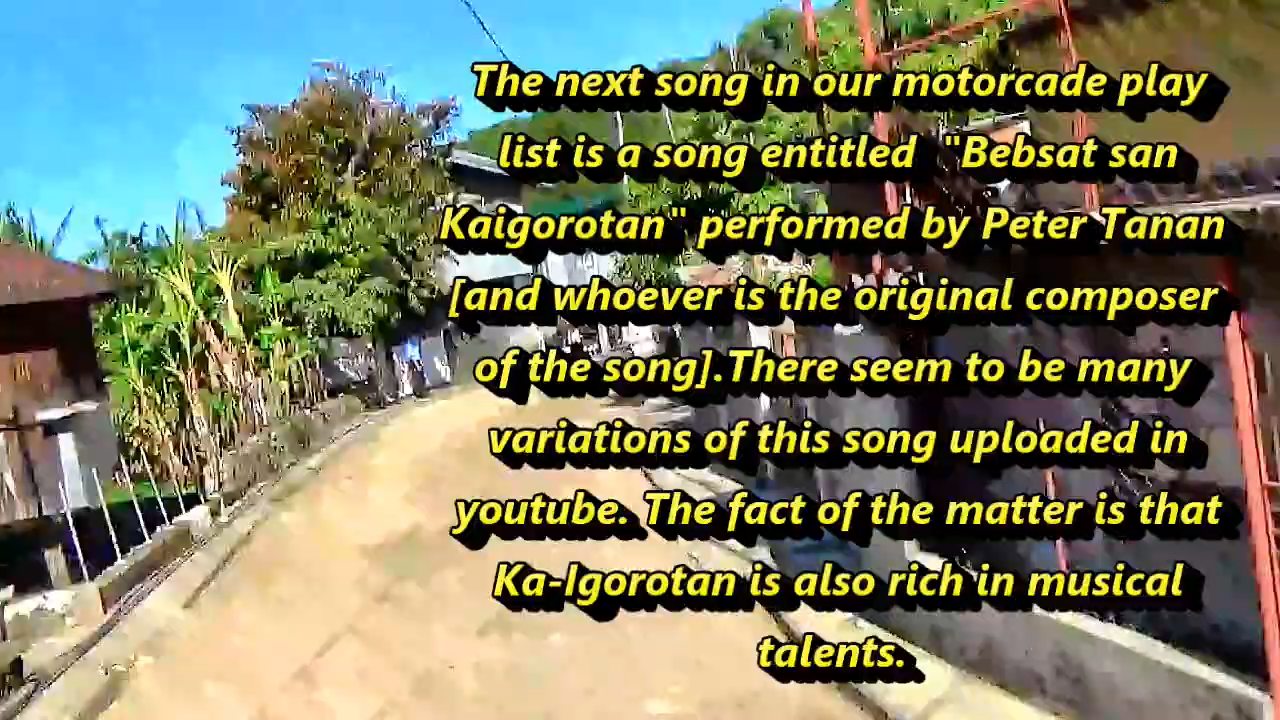 The next song in our motorcade play
list is a song entitled "Bebsat san
Kaigorotan" performed by Peter Tanan
[and whoever is the original composer
of the song].There seem to be many
variations of this song uploaded in
youtube. The fact of the matter is that
Ka-Igorotan is also rich in musical
talents.